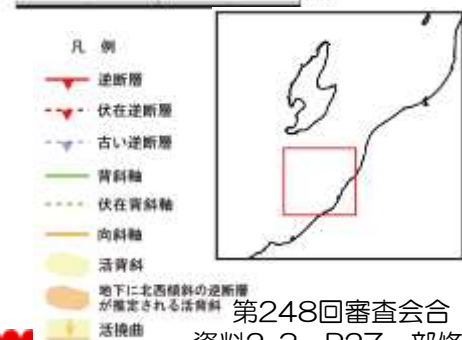 凡 例
逆断層
伏在逆断層
古い逆断層
背斜軸
伏在背斜軸
向斜軸
活背斜
地下に北西傾斜の逆断層
が推定される活背斜
活撓曲
第248回審査会合